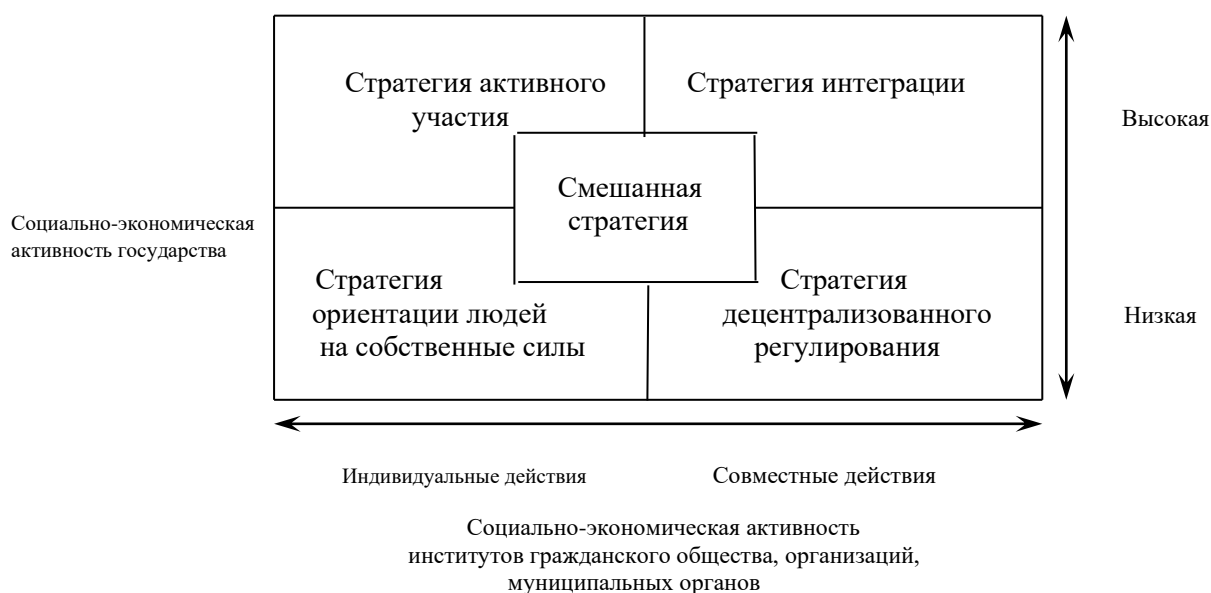 Стратегия активного
участия
Стратегия интеграции
Высокая
Смешанная
стратегия
Социально-экономическая
активность государства
Стратегия
ориентации людей
на собственные силы
Стратегия
децентрализованного
регулирования
Низкая
Индивидуальные действия
Совместные действия
Социально-экономическая активность
институтов гражданского общества, организаций,
муниципальных органов